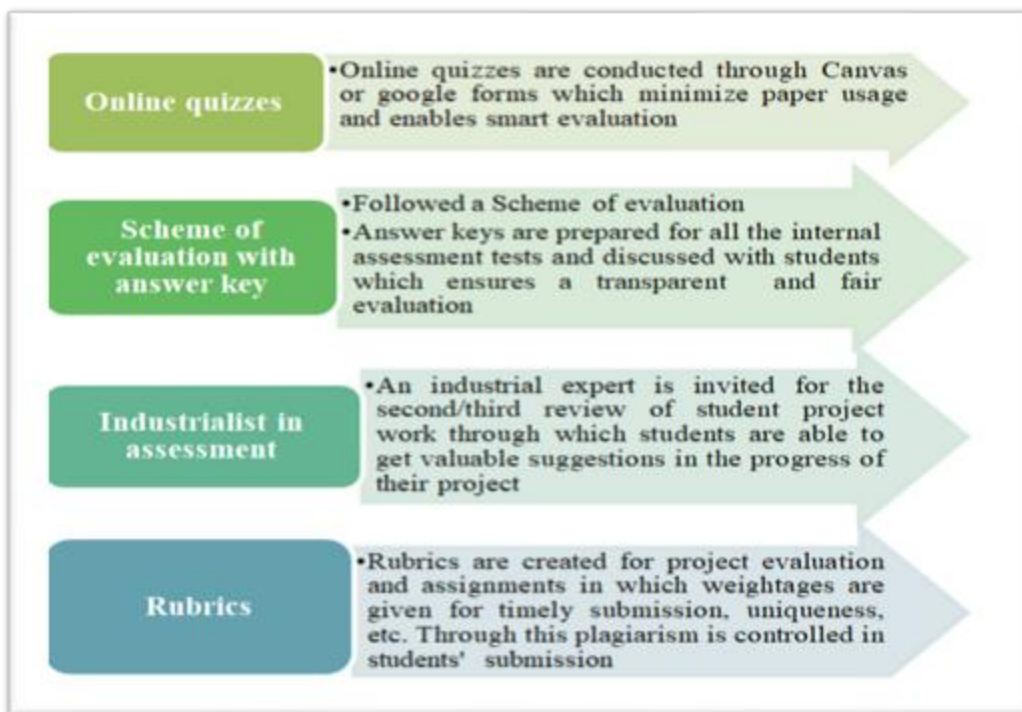 Online quizzes
•Online quizzes are conducted through Canvas
or google forms which minimize paper usage
and enables smart evaluation
Scheme of
evaluation with
answer key
•Followed a Scheme of evaluation
•Answer keys are prepared for all the internal
assessment tests and discussed with students
which ensures a transparent and fair
evaluation
Industrialist in
assessment
•An industrial expert is invited for the
second/third review of student project
work through which students are able to
get valuable suggestions in the progress of
their project
Rubrics
•Rubrics are created for project evaluation
and assignments in which weightages are
given for timely submission, uniqueness,
etc. Through this plagiarism is controlled in
students' submission